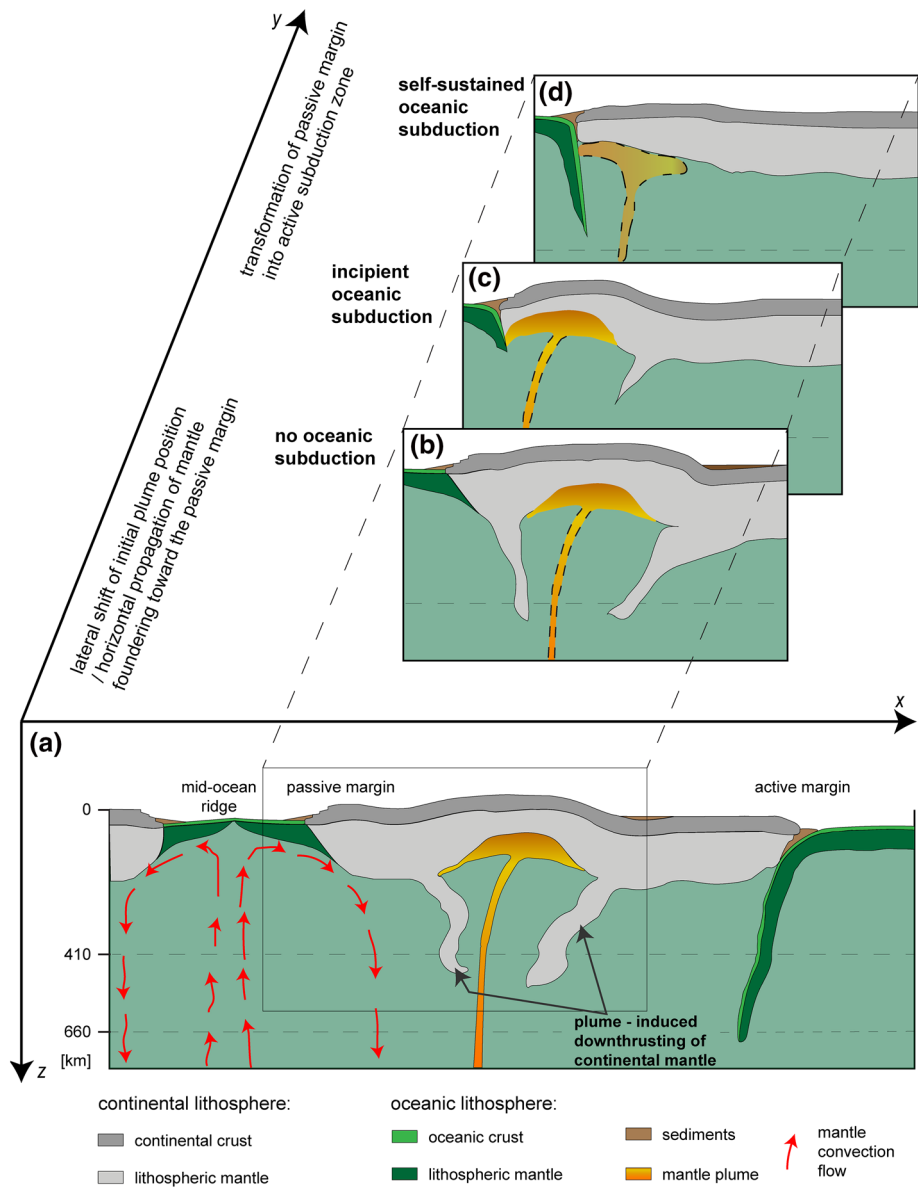 y
transformation of passive margin
into active subduction zone
lateral shift of initial plume position
/ horizontal propagation of mantle
foundering toward the passive margin
self-sustained
oceanic
subduction
(d)
incipient
oceanic
subduction
(c)
no oceanic
subduction
(b)
x
(a)
mid-ocean
ridge
passive margin
active margin
0
410
660
[km]
z
plume - induced
downthrusting of
continental mantle
continental lithosphere:
continental crust
lithospheric mantle
oceanic lithosphere:
oceanic crust
lithospheric mantle
sediments
mantle plume
mantle
convection
flow